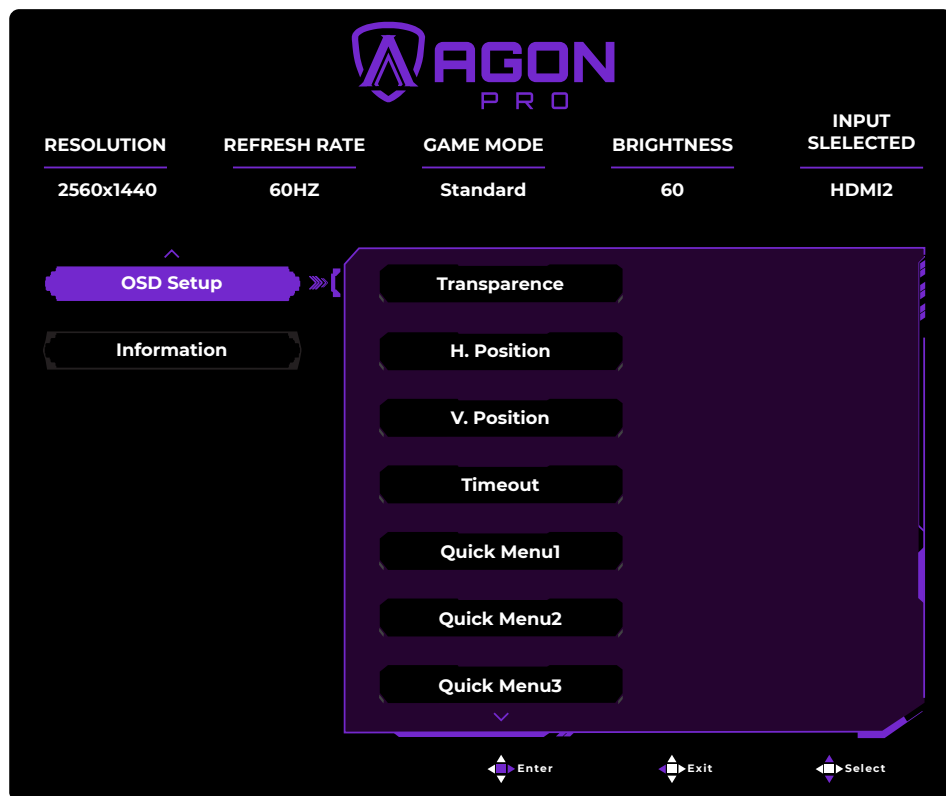 AGON
PRO
RESOLUTION
REFRESH RATE
GAME MODE
BRIGHTNESS
INPUT
SLELECTED
2560x1440
60HZ
Standard
60
HDMI2
OSD Setup
Information
Transparence
H. Position
V. Position
Timeout
Quick Menu1
Quick Menu2
Quick Menu3
Enter
Exit
Select